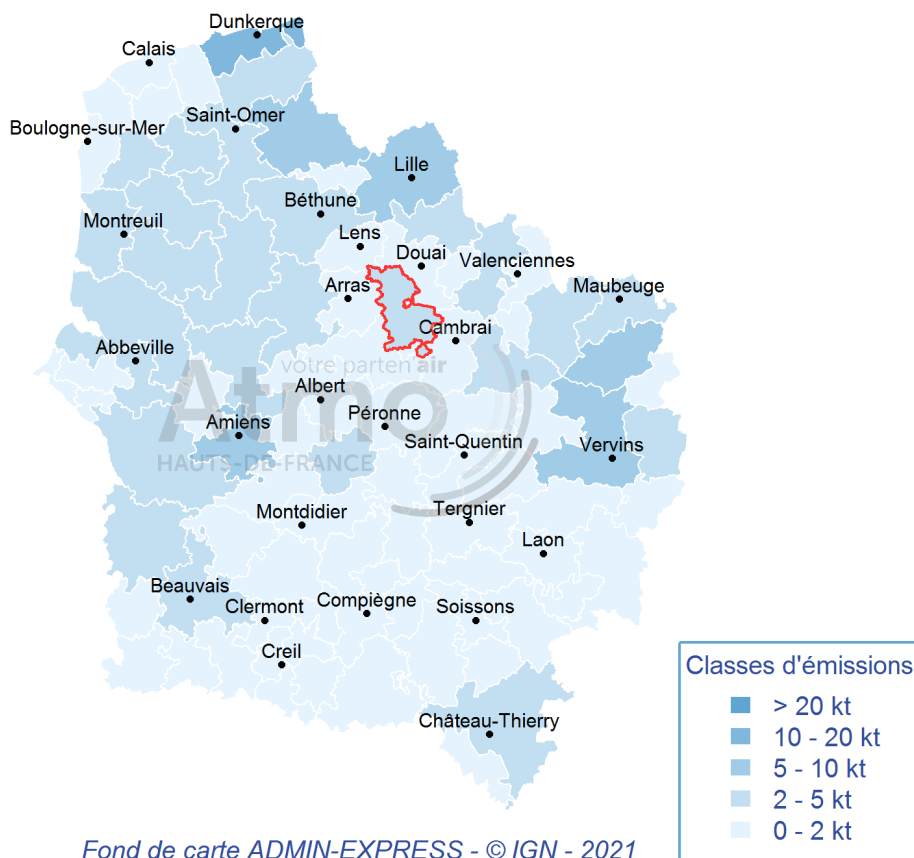 Dunkerque
Calais
Saint-Omer
Boulogne-sur-Mer
Lille
Béthune
Montreuil
Lens
Douai
Valenciennes
Arras
Maubeuge
Cambrai
Abbeville
votre parten'air
Atmo
HAUTS-DE-FRANCE
Albert
Amiens
Péronne
Saint-Quentin
Vervins
Montdidier
Tergnier
Laon
Beauvais
Clermont
Compiègne
Soissons
Creil
Château-Thierry
Classes d'émissions
> 20 kt
10 - 20 kt
5 - 10 kt
2 - 5 kt
0 - 2 kt
Fond de carte ADMIN-EXPRESS - © IGN - 2021